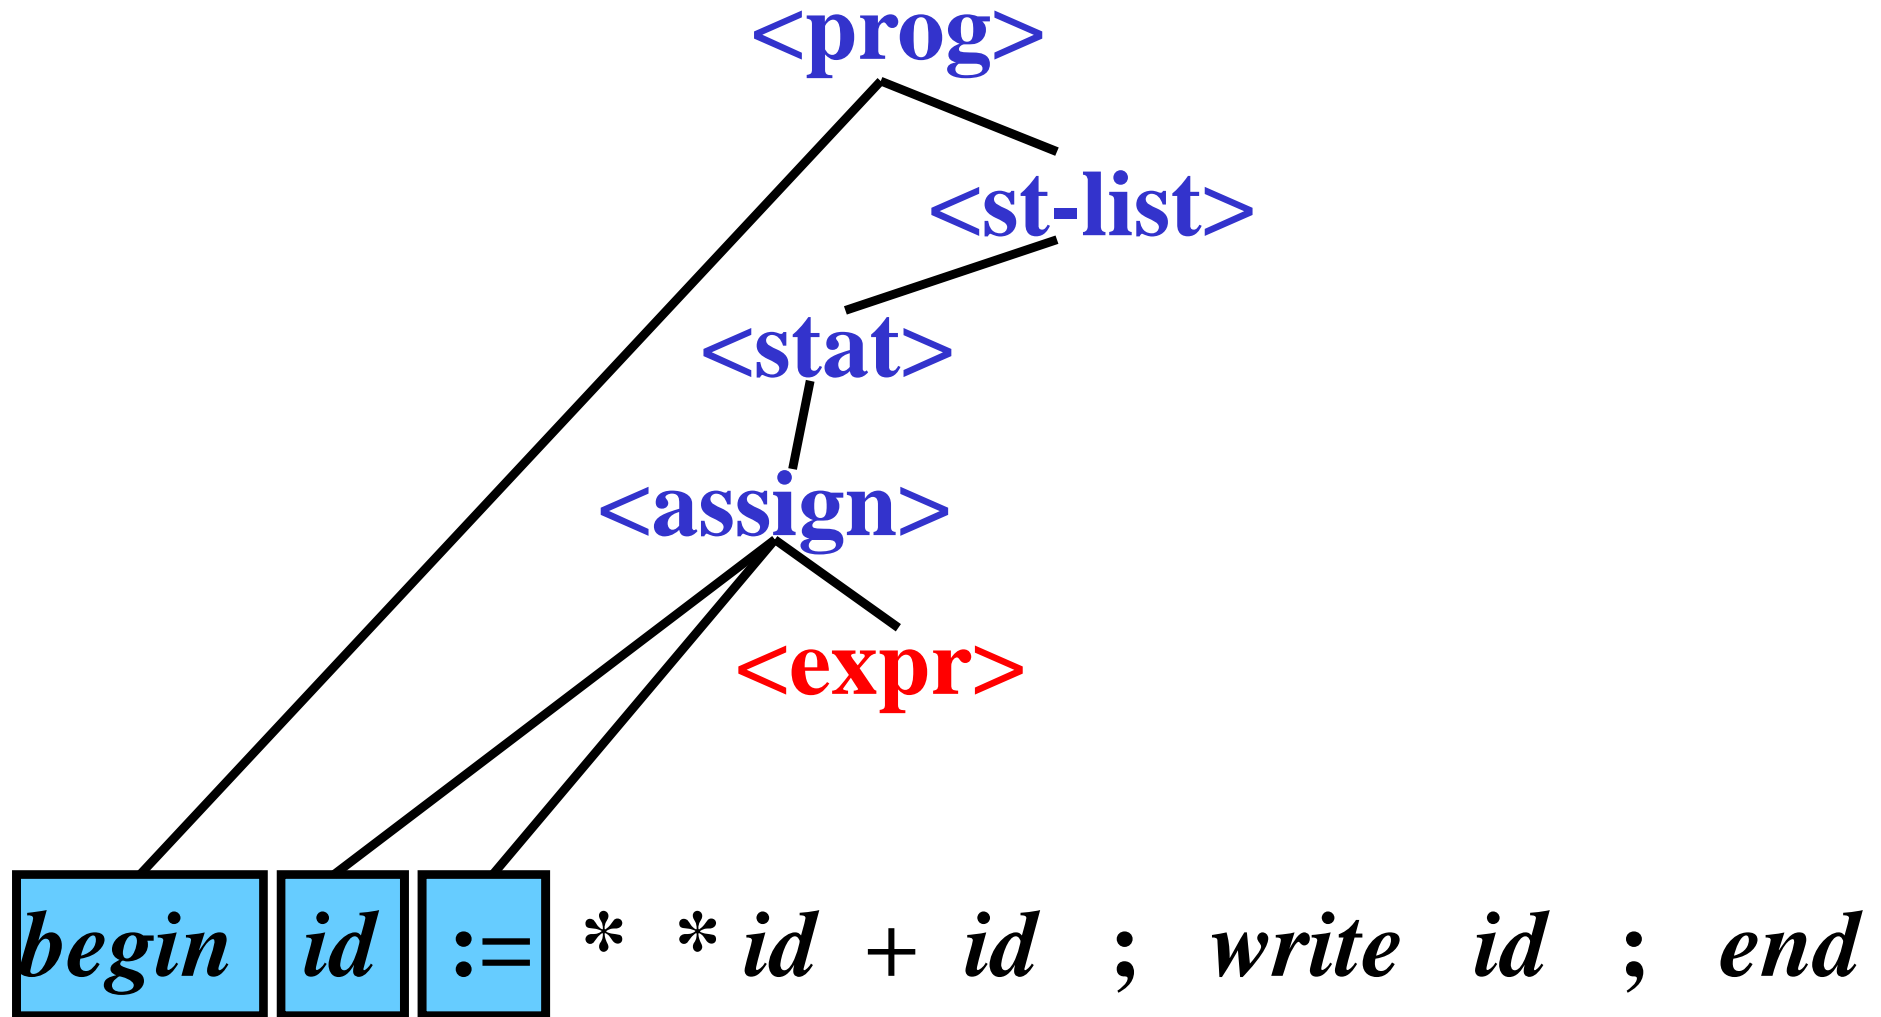 <prog>
<st-list>
<stat>
<assign>
<expr>
begin id := * * id + id ; write id ; end